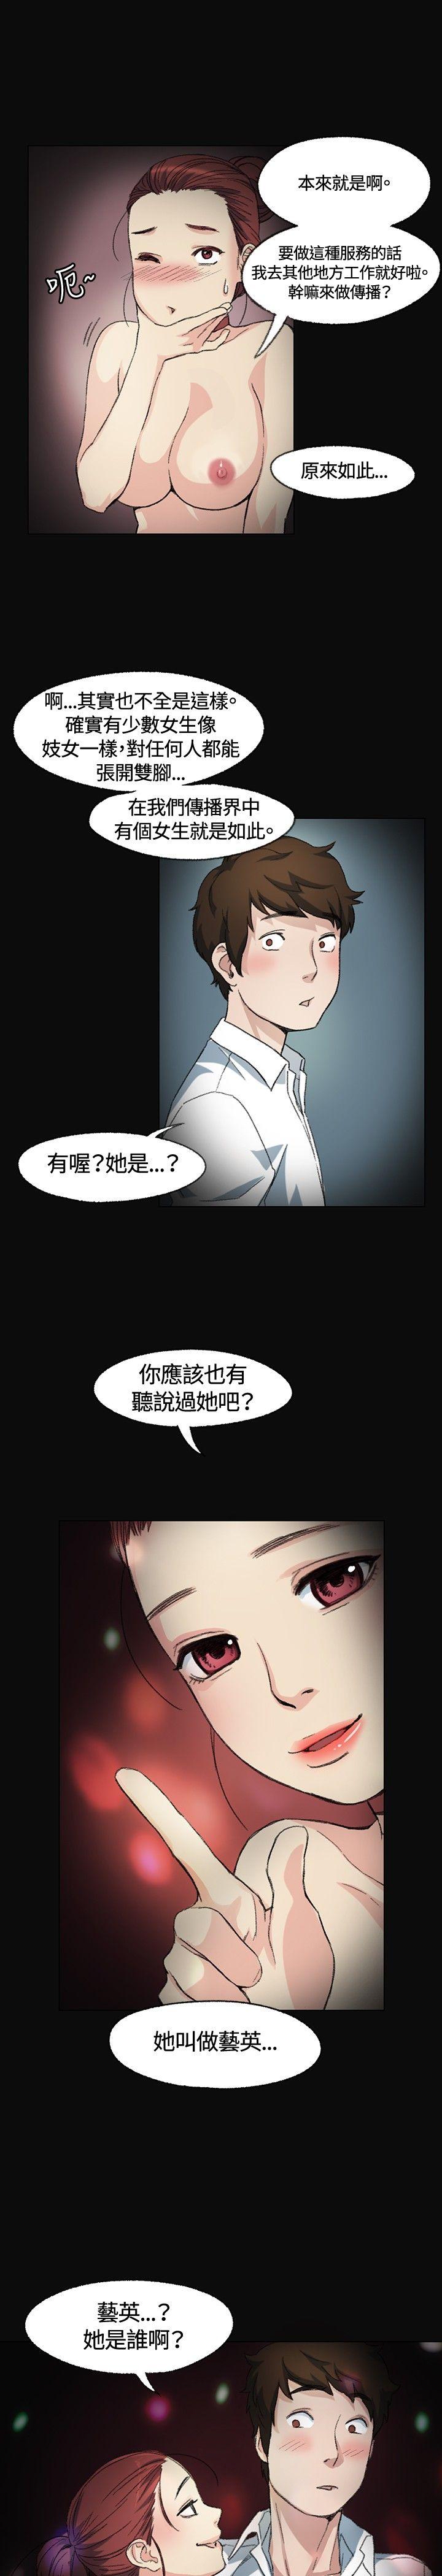 本來就是啊。
要做這種服務的話
我去其他地方工作就好啦。
幹嘛來做傳播？
呃~
原來如此...
啊...其實也不全是這樣。
確實有少數女生像
妓女一樣，對任何人都能
張開雙腳...
在我們傳播界中
有個女生就是如此。
有喔？她是...？
你應該也有
聽說過她吧？
她叫做藝英...
藝英...？
她是誰啊？